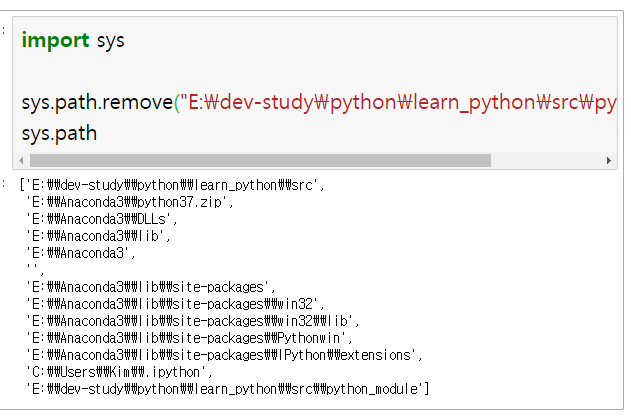 import sys
sys.path.remove("E:₩dev-study₩python₩learn_python₩src₩py
sys.path
['E:₩₩dev-study₩₩python₩₩learn_python₩₩src',
'E:₩₩Anaconda3₩₩python37.zip',
'E:₩₩Anaconda3₩₩DLLs',
'E:₩₩Anaconda3₩₩lib',
'E:₩₩Anaconda3',
'',
'E:₩₩Anaconda3₩₩lib₩₩site-packages',
'E:₩₩Anaconda3₩₩lib₩₩site-packages₩₩win32',
'E:₩₩Anaconda3₩₩lib₩₩site-packages₩₩win32₩₩lib',
'E:₩₩Anaconda3₩₩lib₩₩site-packages₩₩Pythonwin',
'E:₩₩Anaconda3₩₩lib₩₩site-packages₩₩IPython₩₩extensions',
'C:₩₩Users₩₩Kim₩₩.ipython',
'E:₩₩dev-study₩₩python₩₩learn_python₩₩src₩₩python_module']